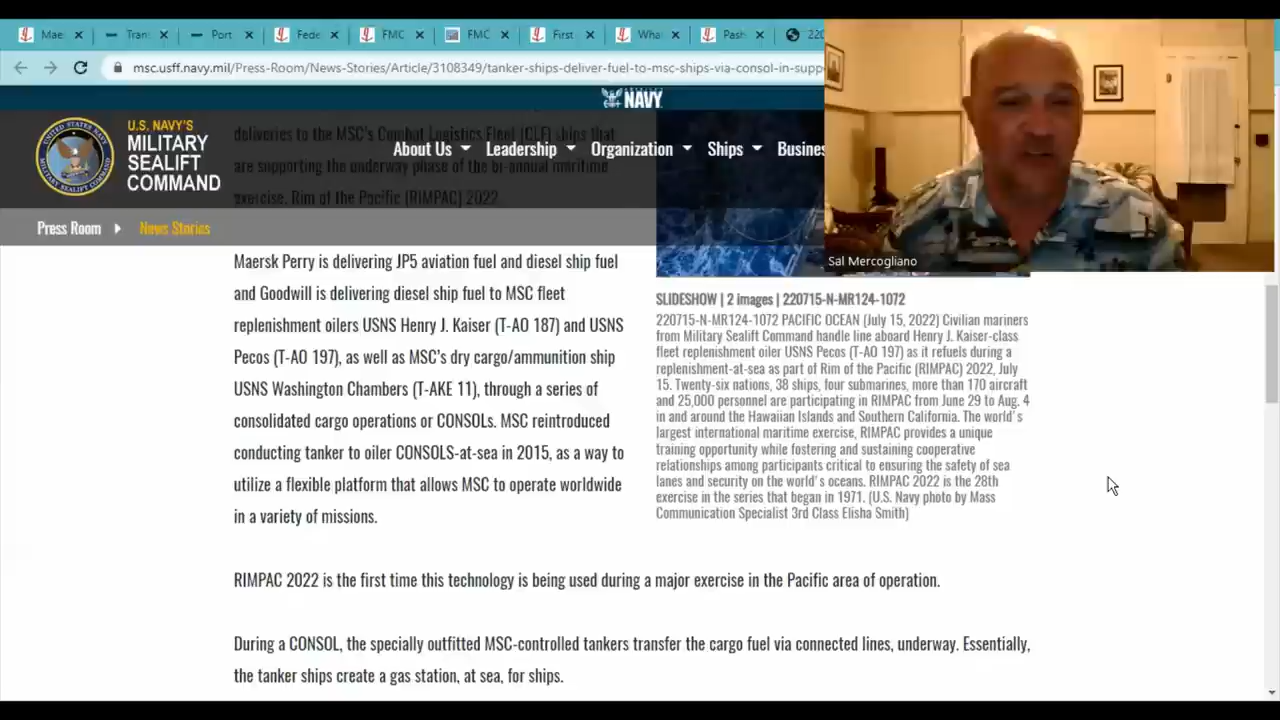 Mae
Tran
Port
Fede
FMC
FMC
First
Wha
Pash
220
msc.usff.navy.mil/Press-Room/News-Stories/Article/3108349/tanker-ships-deliver-fuel-to-msc-ships-via-consol-in-supp
NAVY
UNITED STATES NAVY
U.S. NAVY'S
MILITARY
SEALIFT
COMMAND
About Us
Leadership
Organization
Ships
Busines
deliveries to the MSC's Combat Logistics Fleet (CLF) ships that
are supporting the underway phase of the bi-annual maritime
exercise, Rim of the Pacific (RIMPAC) 2022.
Press Room
News Stories
Sal Mercogliano
Maersk Perry is delivering JP5 aviation fuel and diesel ship fuel
and Goodwill is delivering diesel ship fuel to MSC fleet
replenishment oilers USNS Henry J. Kaiser (T-AO 187) and USNS
Pecos (T-AO 197), as well as MSC's dry cargo/ammunition ship
USNS Washington Chambers (T-AKE 11), through a series of
consolidated cargo operations or CONSOLs. MSC reintroduced
conducting tanker to oiler CONSOLS-at-sea in 2015, as a way to
utilize a flexible platform that allows MSC to operate worldwide
in a variety of missions.
SLIDESHOW | 2 images | 220715-N-MR124-1072
220715-N-MR124-1072 PACIFIC OCEAN (July 15, 2022) Civilian mariners
from Military Sealift Command handle line aboard Henry J. Kaiser-class
fleet replenishment oiler USNS Pecos (T-AO 197) as it refuels during a
replenishment-at-sea as part of Rim of the Pacific (RIMPAC) 2022, July
15. Twenty-six nations, 38 ships, four submarines, more than 170 aircraft
and 25,000 personnel are participating in RIMPAC from June 29 to Aug. 4
in and around the Hawaiian Islands and Southern California. The world's
largest international maritime exercise, RIMPAC provides a unique
training opportunity while fostering and sustaining cooperative
relationships among participants critical to ensuring the safety of sea
lanes and security on the world's oceans. RIMPAC 2022 is the 28th
exercise in the series that began in 1971. (U.S. Navy photo by Mass
Communication Specialist 3rd Class Elisha Smith)
RIMPAC 2022 is the first time this technology is being used during a major exercise in the Pacific area of operation.
During a CONSOL, the specially outfitted MSC-controlled tankers transfer the cargo fuel via connected lines, underway. Essentially,
the tanker ships create a gas station, at sea, for ships.